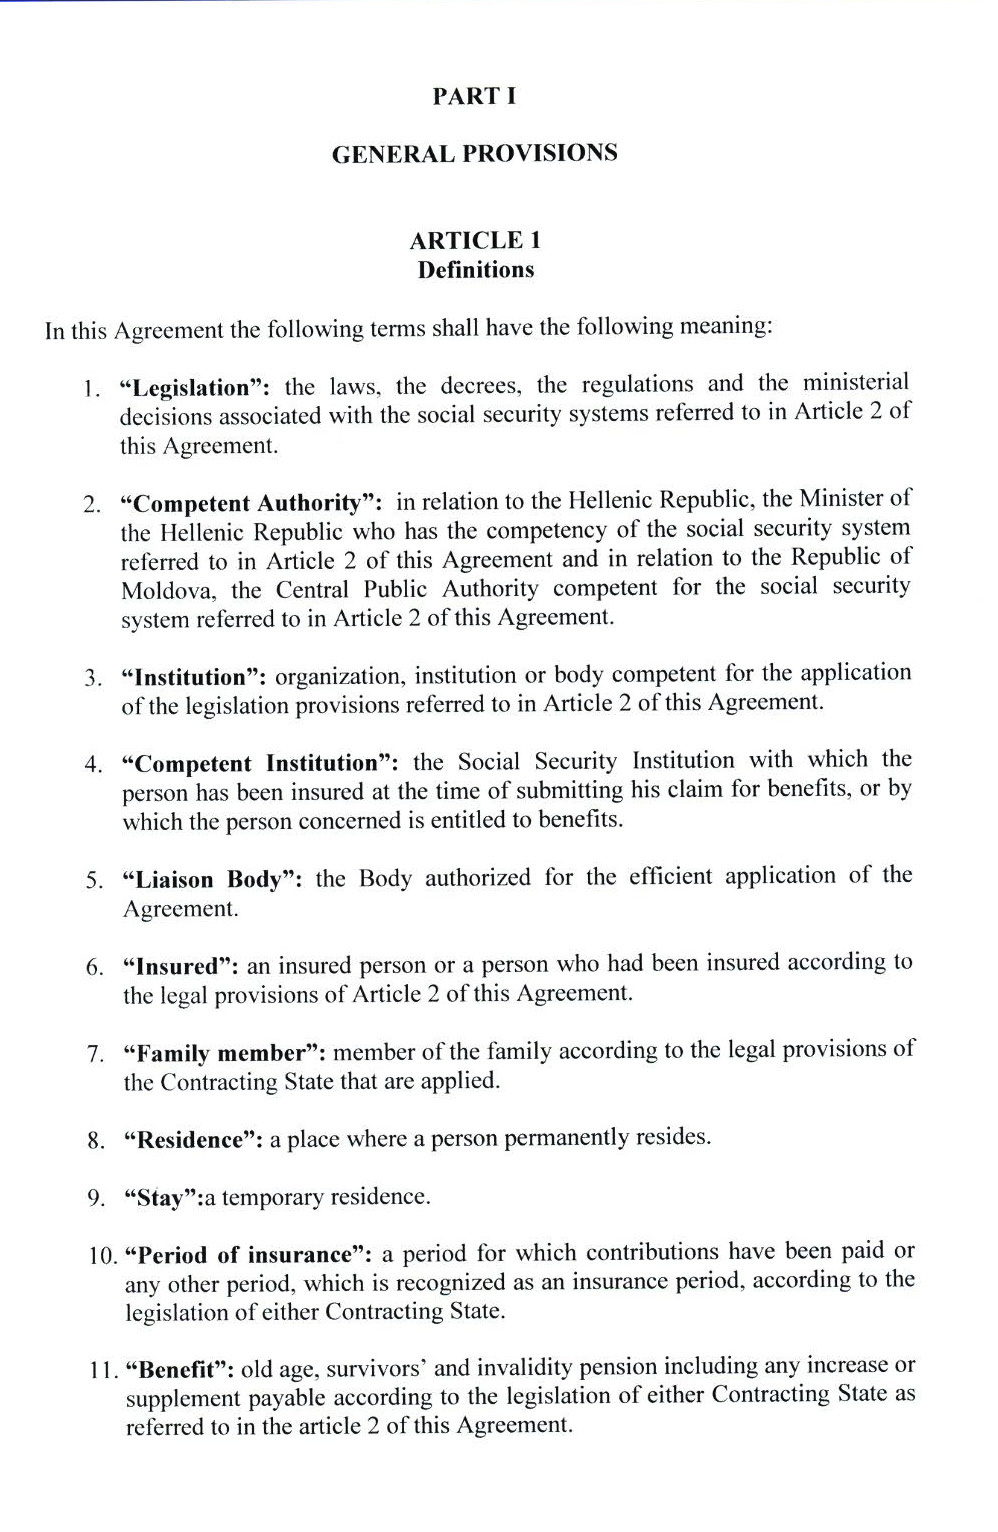 PART I
GENERAL PROVISIONS
ARTICLE 1
Definitions
In this Agreement the following terms shall have the following meaning:
1. “Legislation”: the laws, the decrees, the regulations and the ministerial
decisions associated with the social security systems referred to in Article 2 of
this Agreement.
2. “Competent Authority”: in relation to the Hellenic Republic, the Minister of
the Hellenic Republic who has the competency of the social security system
referred to in Article 2 of this Agreement and in relation to the Republic of
Moldova, the Central Public Authority competent for the social security
system referred to in Article 2 of this Agreement.
3. “Institution”: organization, institution or body competent for the application
of the legislation provisions referred to in Article 2 of this Agreement.
4. “Competent Institution”: the Social Security Institution with which the
person has been insured at the time of submitting his claim for benefits, or by
which the person concerned is entitled to benefits.
5. “Liaison Body”: the Body authorized for the efficient application of the
Agreement.
6. “Insured”: an insured person or a person who had been insured according to
the legal provisions of Article 2 of this Agreement.
7. “Family member”: member of the family according to the legal provisions of
the Contracting State that are applied.
8. “Residence”: a place where a person permanently resides.
9. “Stay”:a temporary residence.
10. “Period of insurance”: a period for which contributions have been paid or
any other period, which is recognized as an insurance period, according to the
legislation of either Contracting State.
11. “Benefit”: old age, survivors’ and invalidity pension including any increase or
supplement payable according to the legislation of either Contracting State as
referred to in the article 2 of this Agreement.